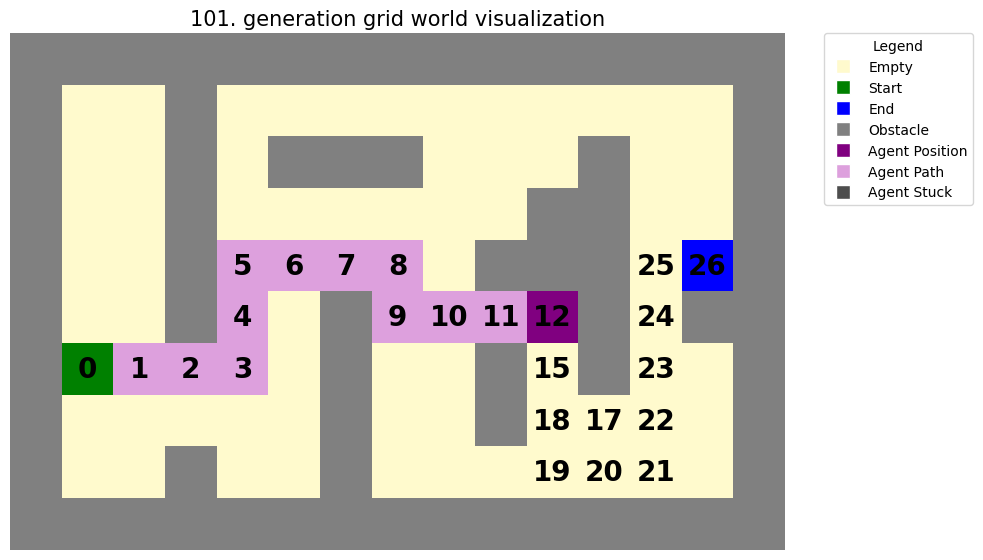 101. generation grid world visualization
Legend
Empty
Start
End
Obstacle
Agent Position
Agent Path
Agent Stuck
5 6 7 8 25 26
4 9 10 11 12 24
0 1 2 3 15 23
18 17 22
19 20 21